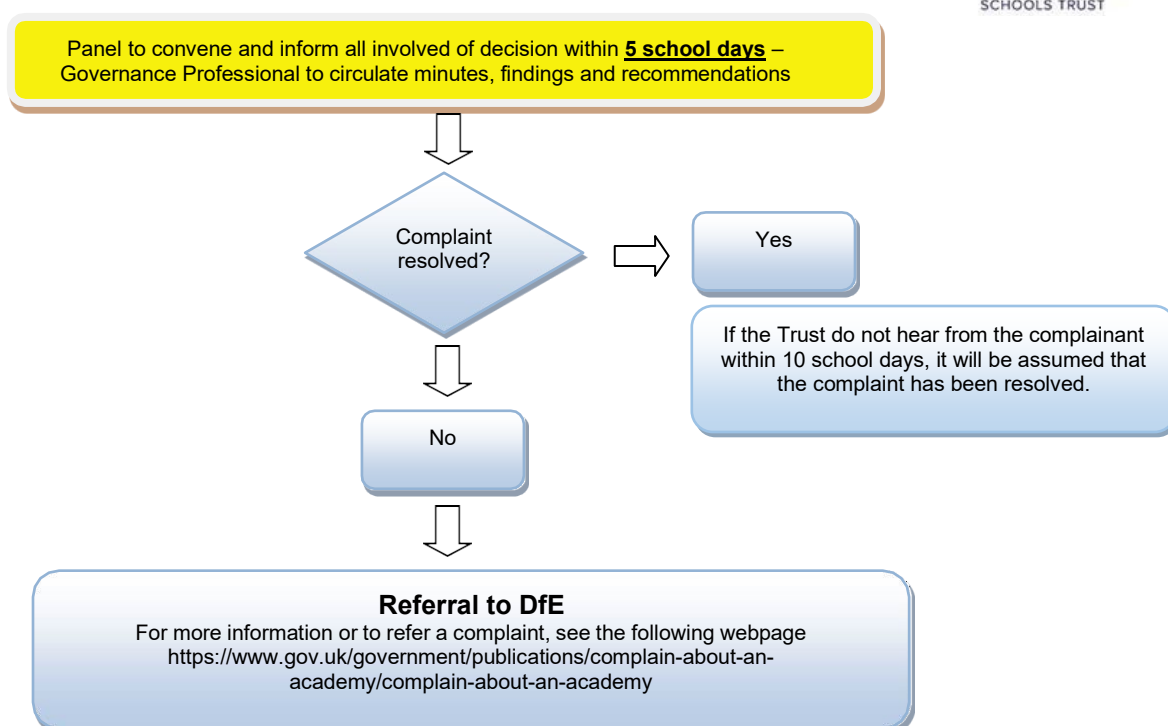 SCHOOLS TRUST
Panel to convene and inform all involved of decision within 5 school days –
Governance Professional to circulate minutes, findings and recommendations
Complaint
resolved?
Yes
If the Trust do not hear from the complainant
within 10 school days, it will be assumed that
the complaint has been resolved.
No
Referral to DfE
For more information or to refer a complaint, see the following webpage
https://www.gov.uk/government/publications/complain-about-an-
academy/complain-about-an-academy